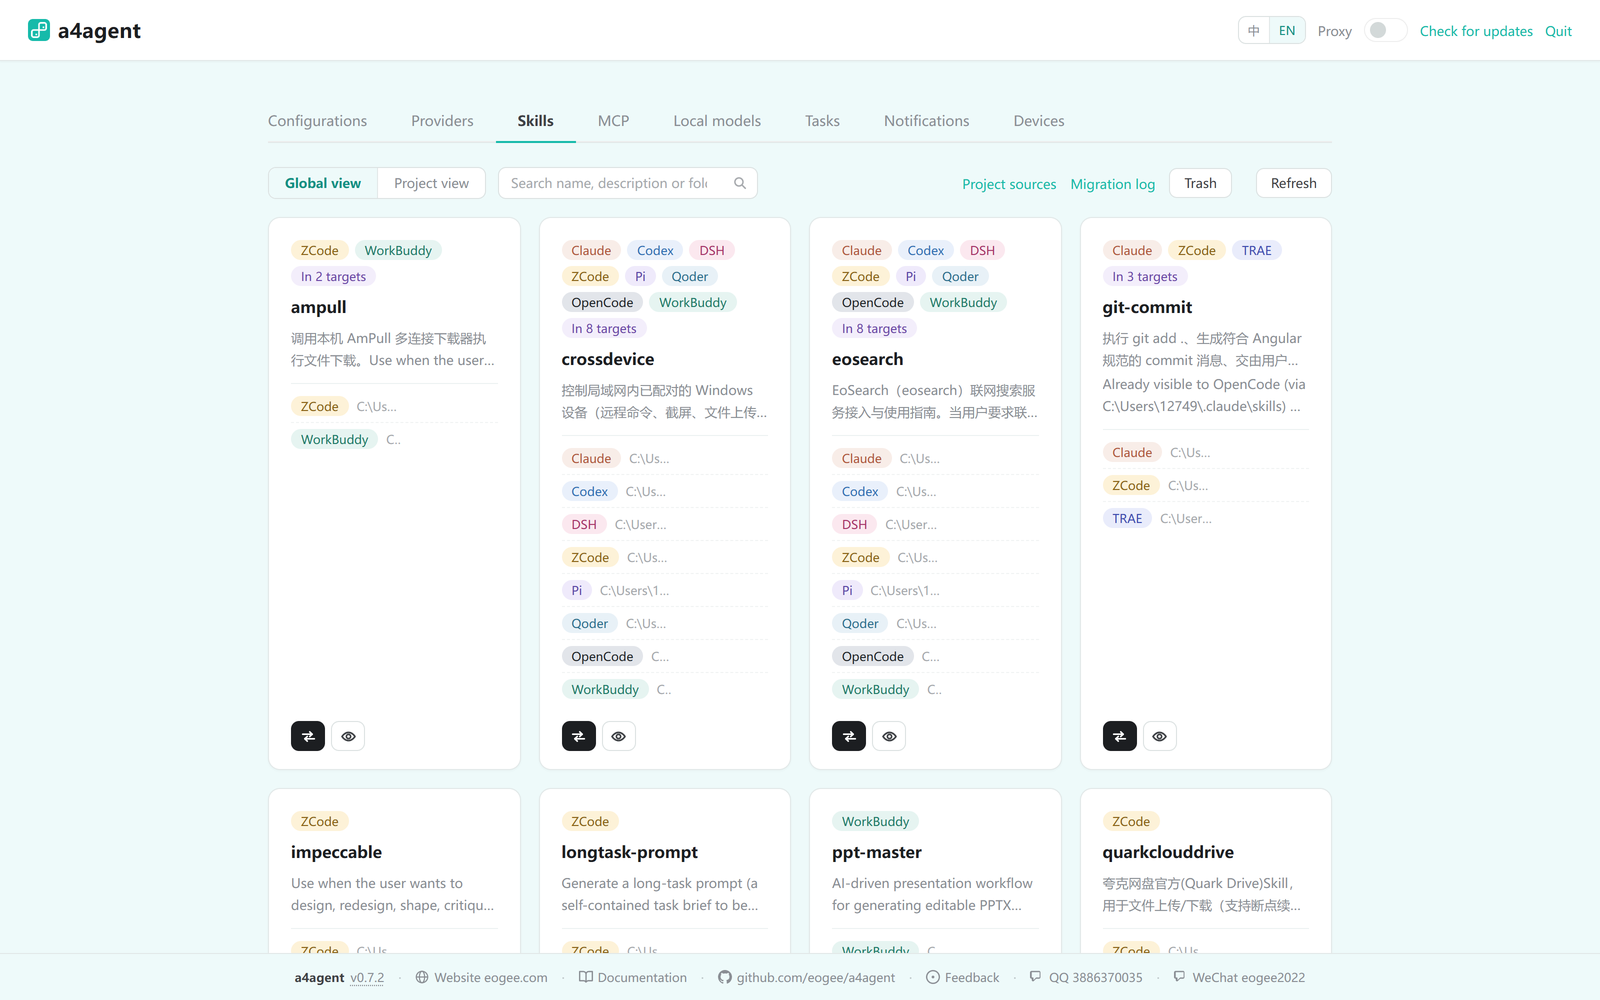 a4agent
中 EN Proxy Check for updates Quit
Configurations Providers Skills MCP Local models Tasks Notifications Devices
Global view Project view Search name, description or fol Project sources Migration log Trash Refresh
ZCode WorkBuddy
In 2 targets
ampull
调用本机 AmPull 多连接下载器执
行文件下载。Use when the user...
ZCode C:\Us...
WorkBuddy C..
Claude Codex DSH
ZCode Pi Qoder
OpenCode WorkBuddy
In 8 targets
crossdevice
控制局域网内已配对的 Windows
设备（远程命令、截屏、文件上传...
Claude C:\Us...
Codex C:\Us...
DSH C:\User...
ZCode C:\Us...
Pi C:\Users\1...
Qoder C:\Us...
OpenCode C...
WorkBuddy C..
Claude Codex DSH
ZCode Pi Qoder
OpenCode WorkBuddy
In 8 targets
eosearch
EoSearch（eosearch）联网搜索服
务接入与使用指南。当用户要求联...
Claude C:\Us...
Codex C:\Us...
DSH C:\User...
ZCode C:\Us...
Pi C:\Users\1...
Qoder C:\Us...
OpenCode C...
WorkBuddy C..
Claude ZCode TRAE
In 3 targets
git-commit
执行 git add .、生成符合 Angular
规范的 commit 消息、交由用户...
Already visible to OpenCode (via
C:\Users\12749\.claude\skills) ...
Claude C:\Us...
ZCode C:\Us...
TRAE C:\User...
ZCode
impeccable
Use when the user wants to
design, redesign, shape, critiqu...
ZCode C:\Us
ZCode
longtask-prompt
Generate a long-task prompt (a
self-contained task brief to be...
ZCode C:\Us
WorkBuddy
ppt-master
AI-driven presentation workflow
for generating editable PPTX...
WorkBuddy C
ZCode
quarkclouddrive
夸克网盘官方(Quark Drive)Skill，
用于文件上传/下载（支持断点续...
ZCode C:\Us
a4agent v0.7.2 · Website eogee.com · Documentation · github.com/eogee/a4agent · Feedback · QQ 3886370035 · WeChat eogee2022